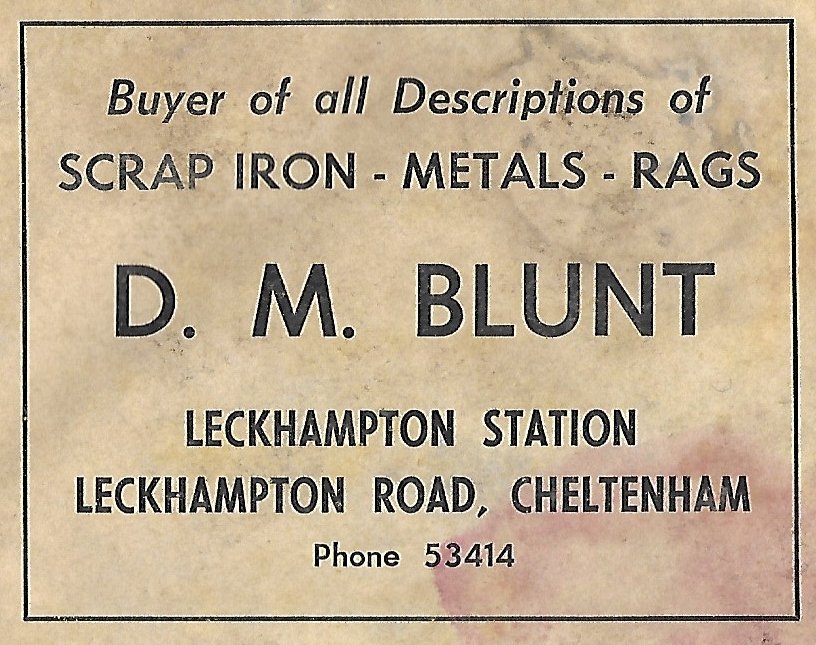 Buyer of all Descriptions of
SCRAP IRON - METALS - RAGS
D. M. BLUNT
LECKHAMPTON STATION
LECKHAMPTON ROAD, CHELTENHAM
Phone 53414